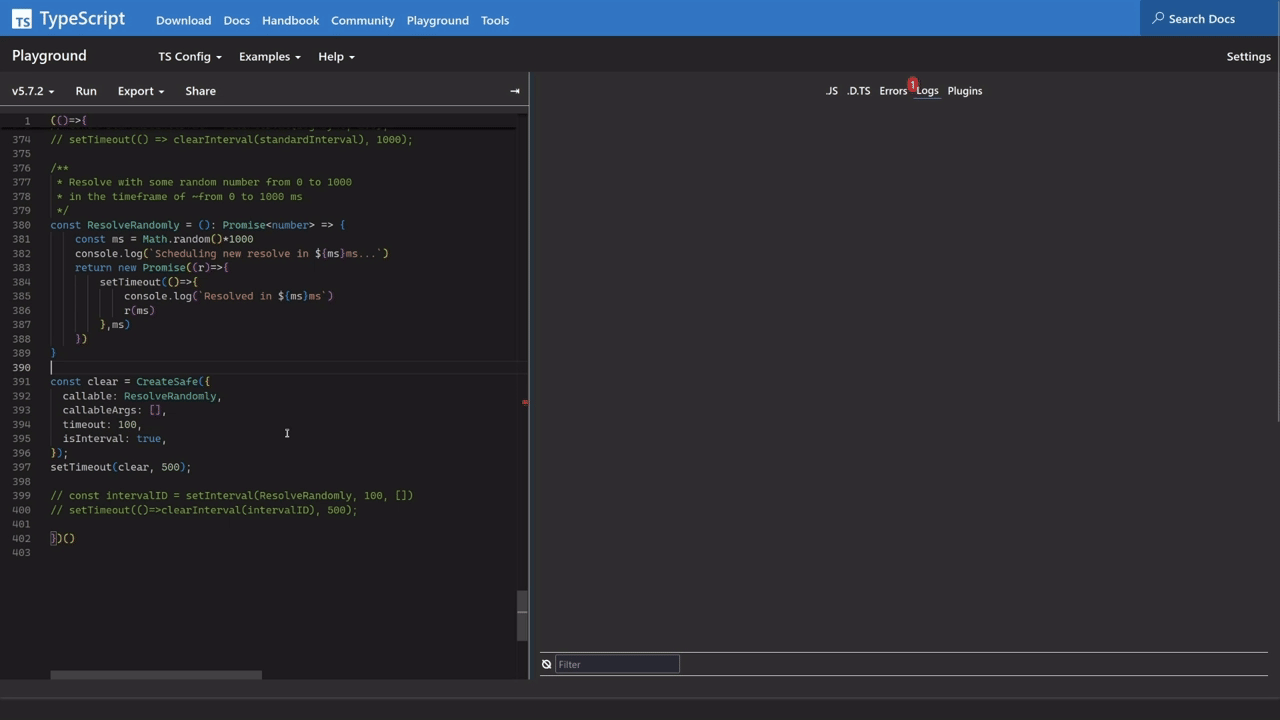 TS TypeScript
Download Docs Handbook Community Playground Tools
Search Docs
Playground TS Config Examples Help Settings
v5.7.2 Run Export Share
.JS .D.TS Errors 1 Logs Plugins
1 (()=>{
374 // setTimeout(() => clearInterval(standardInterval), 1000);
375
376 /**
377 * Resolve with some random number from 0 to 1000
378 * in the timeframe of ~from 0 to 1000 ms
379 */
380 const ResolveRandomly = (): Promise<number> => {
381 const ms = Math.random()*1000
382 console.log(`Scheduling new resolve in ${ms}ms...`)
383 return new Promise((r)=>{
384 setTimeout(()=>{
385 console.log(`Resolved in ${ms}ms`)
386 r(ms)
387 },ms)
388 })
389 }
390
391 const clear = CreateSafe({
392 callable: ResolveRandomly,
393 callableArgs: [],
394 timeout: 100,
395 isInterval: true,
396 });
397 setTimeout(clear, 500);
398
399 // const intervalID = setInterval(ResolveRandomly, 100, [])
400 // setTimeout(()=>clearInterval(intervalID), 500);
401
402 })()
403
Filter